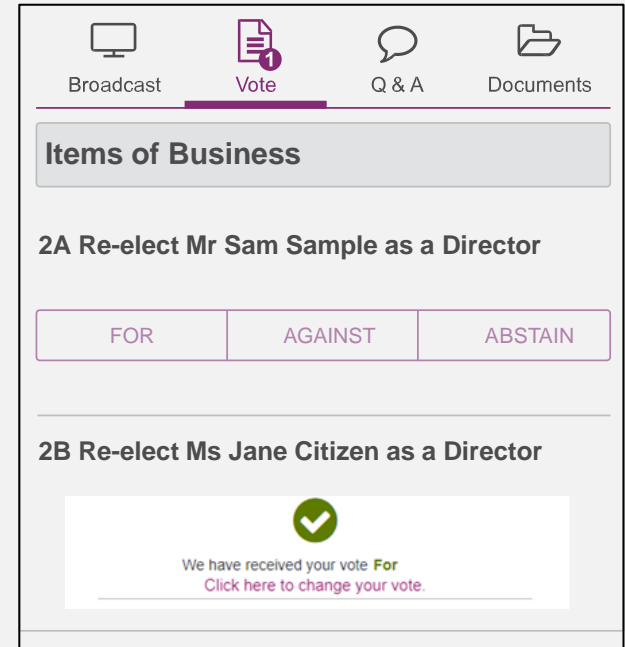 1
Broadcast Vote Q & A Documents
Items of Business
2A Re-elect Mr Sam Sample as a Director
FOR AGAINST ABSTAIN
2B Re-elect Ms Jane Citizen as a Director
We have received your vote For
Click here to change your vote.